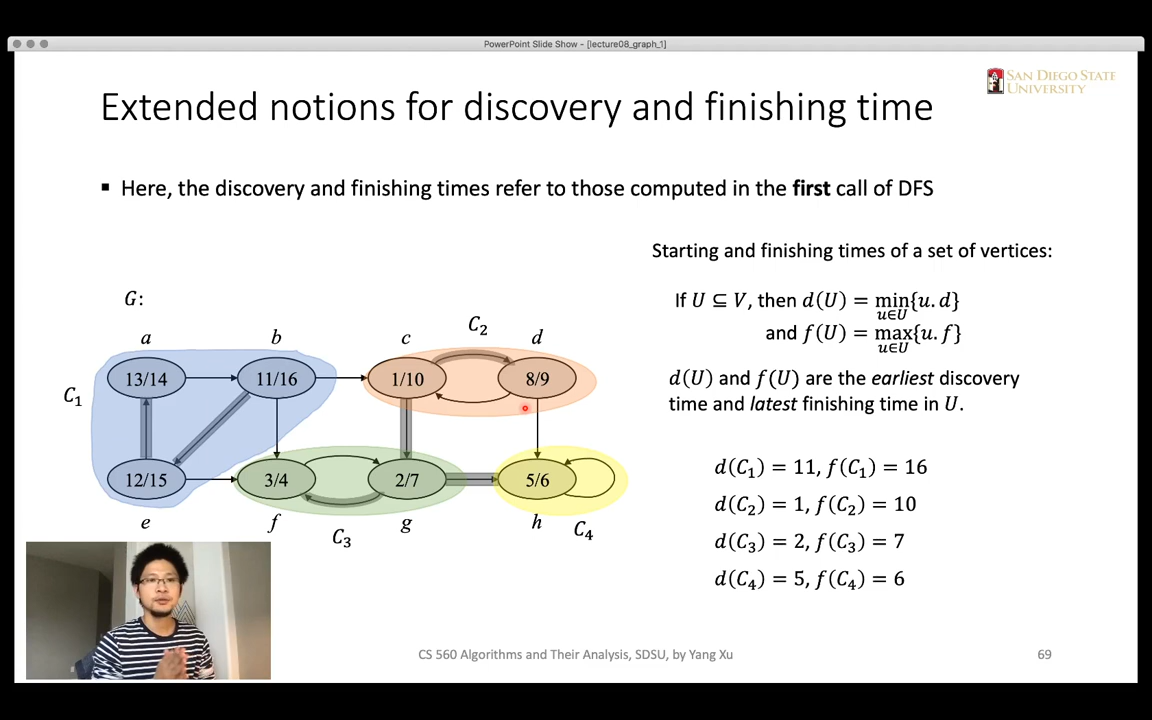 PowerPoint Slide Show - [lecture08_graph_1]
SAN DIEGO STATE
UNIVERSITY
Extended notions for discovery and finishing time
▪ Here, the discovery and finishing times refer to those computed in the first call of DFS
Starting and finishing times of a set of vertices:
If U ⊆ V, then d(U) = min{u.d}
u∈U
and f(U) = max{u.f}
u∈U
d(U) and f(U) are the earliest discovery
time and latest finishing time in U.
d(C₁) = 11, f(C₁) = 16
d(C₂) = 1, f(C₂) = 10
d(C₃) = 2, f(C₃) = 7
d(C₄) = 5, f(C₄) = 6
G:
C₂
a b c d
13/14 11/16 1/10 8/9
C₁
12/15 3/4 2/7 5/6
e f g h
C₃ C₄
CS 560 Algorithms and Their Analysis, SDSU, by Yang Xu
69